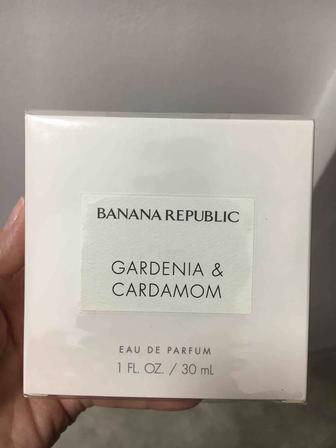 BANANA REPUBLIC
GARDENIA &
CARDAMOM
EAU DE PARFUM
1 FL. OZ. / 30 mL